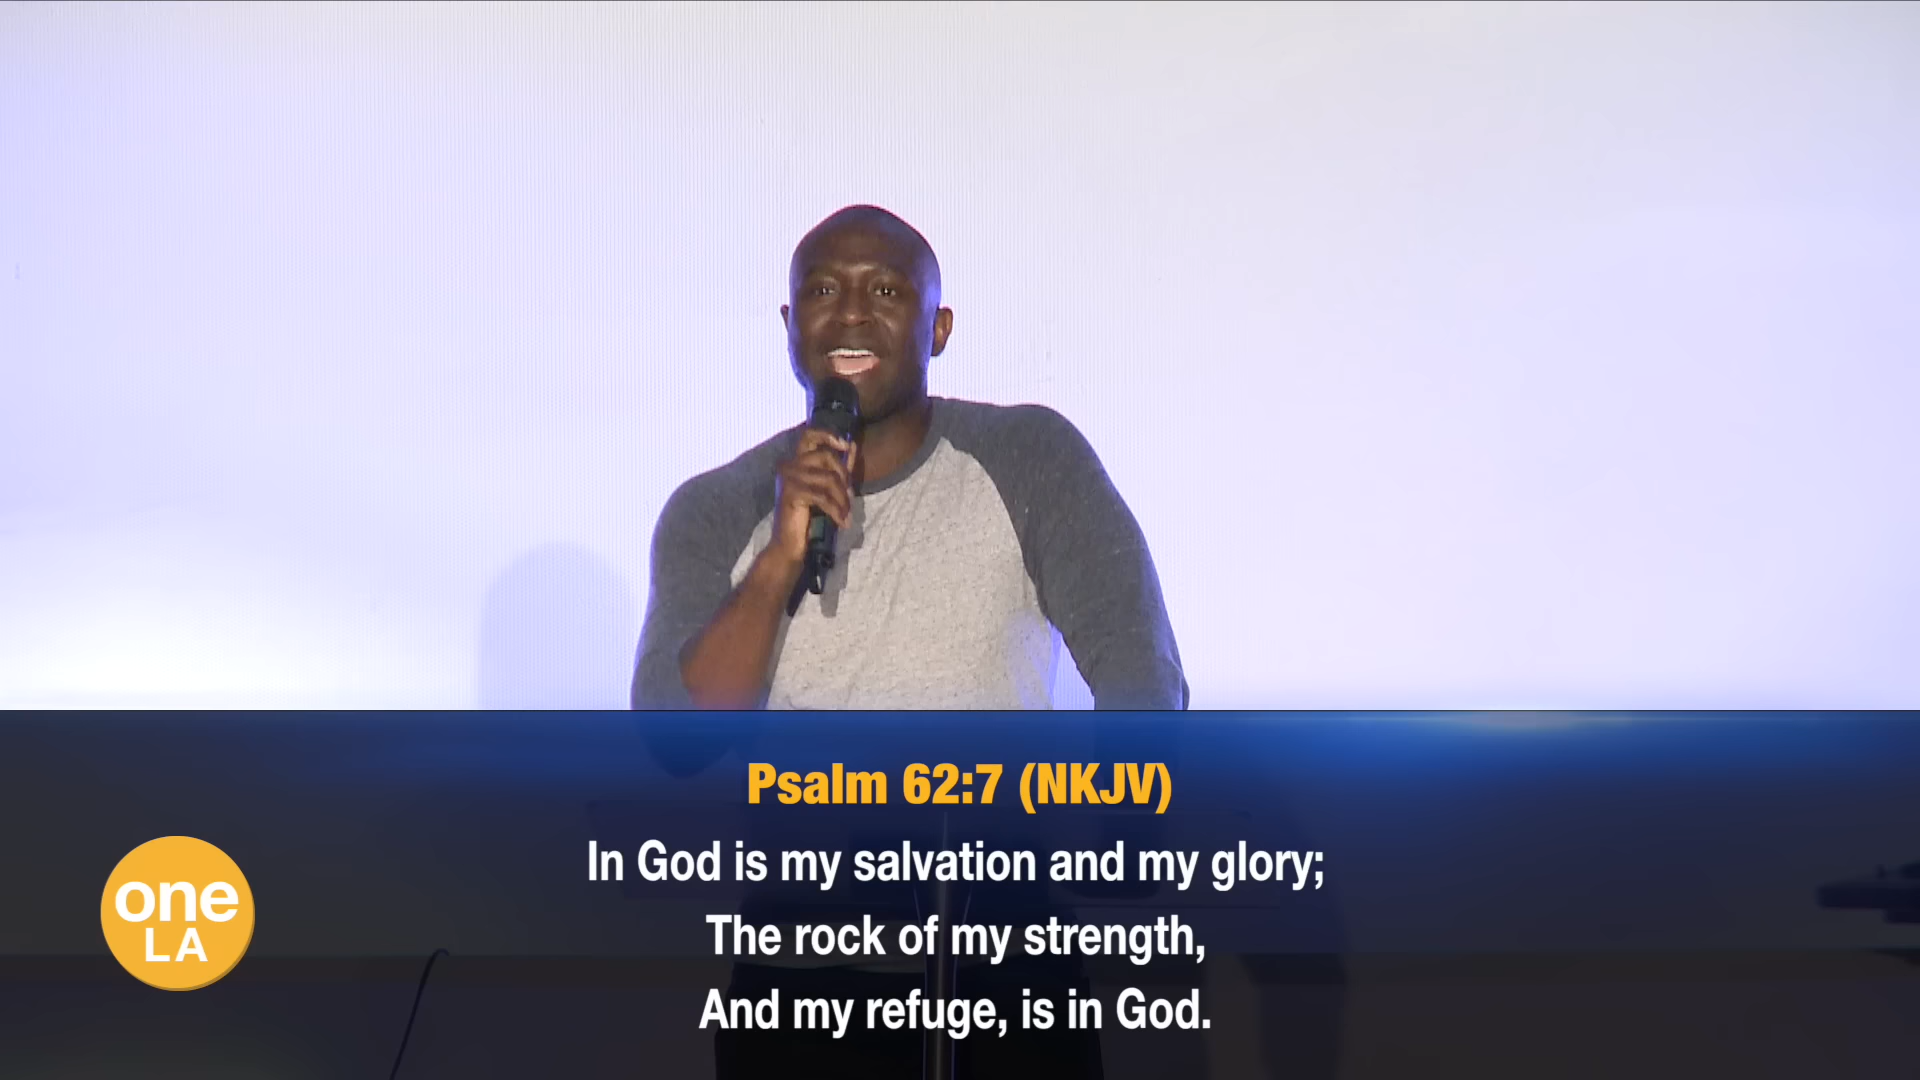 Psalm 62:7 (NKJV)
In God is my salvation and my glory;
The rock of my strength,
And my refuge, is in God.
one
LA